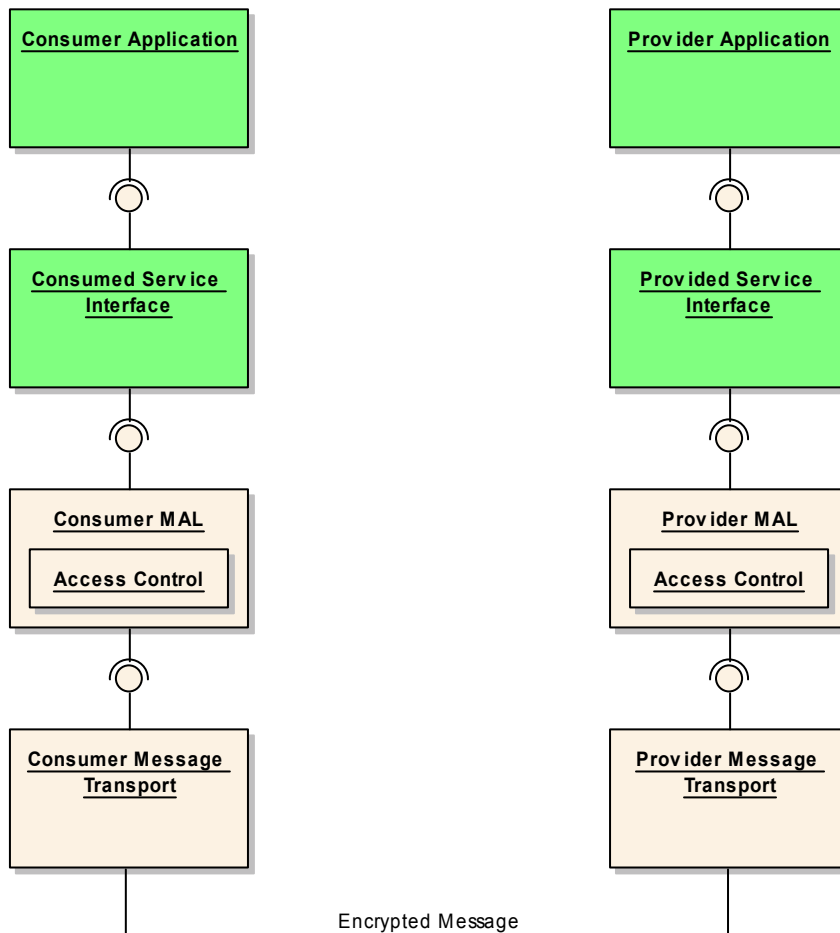 Consumer Application
Provider Application
Consumed Service
Interface
Provided Service
Interface
Consumer MAL
Access Control
Provider MAL
Access Control
Consumer Message
Transport
Provider Message
Transport
Encrypted Message